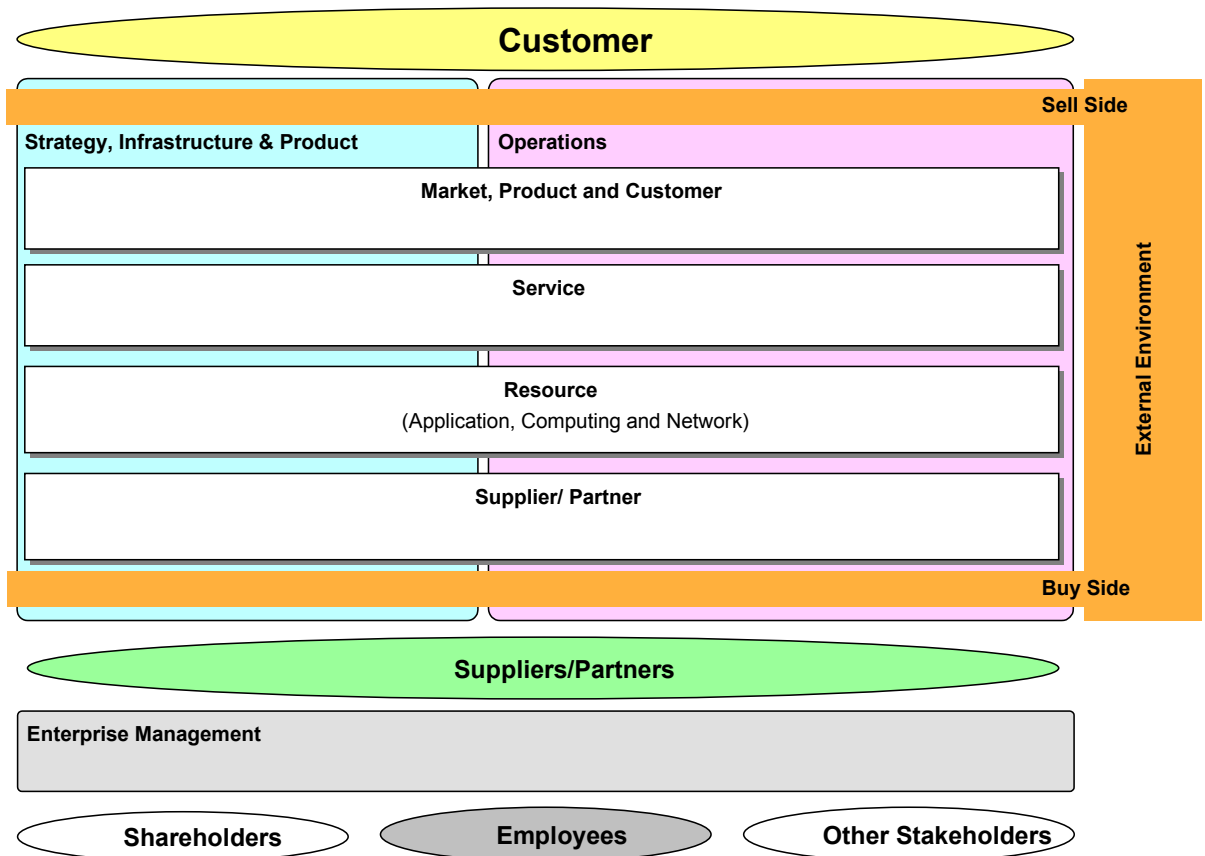 Customer
Sell Side
Strategy, Infrastructure & Product
Operations
Market, Product and Customer
Service
Resource
(Application, Computing and Network)
Supplier/ Partner
External Environment
Buy Side
Suppliers/Partners
Enterprise Management
Shareholders
Employees
Other Stakeholders